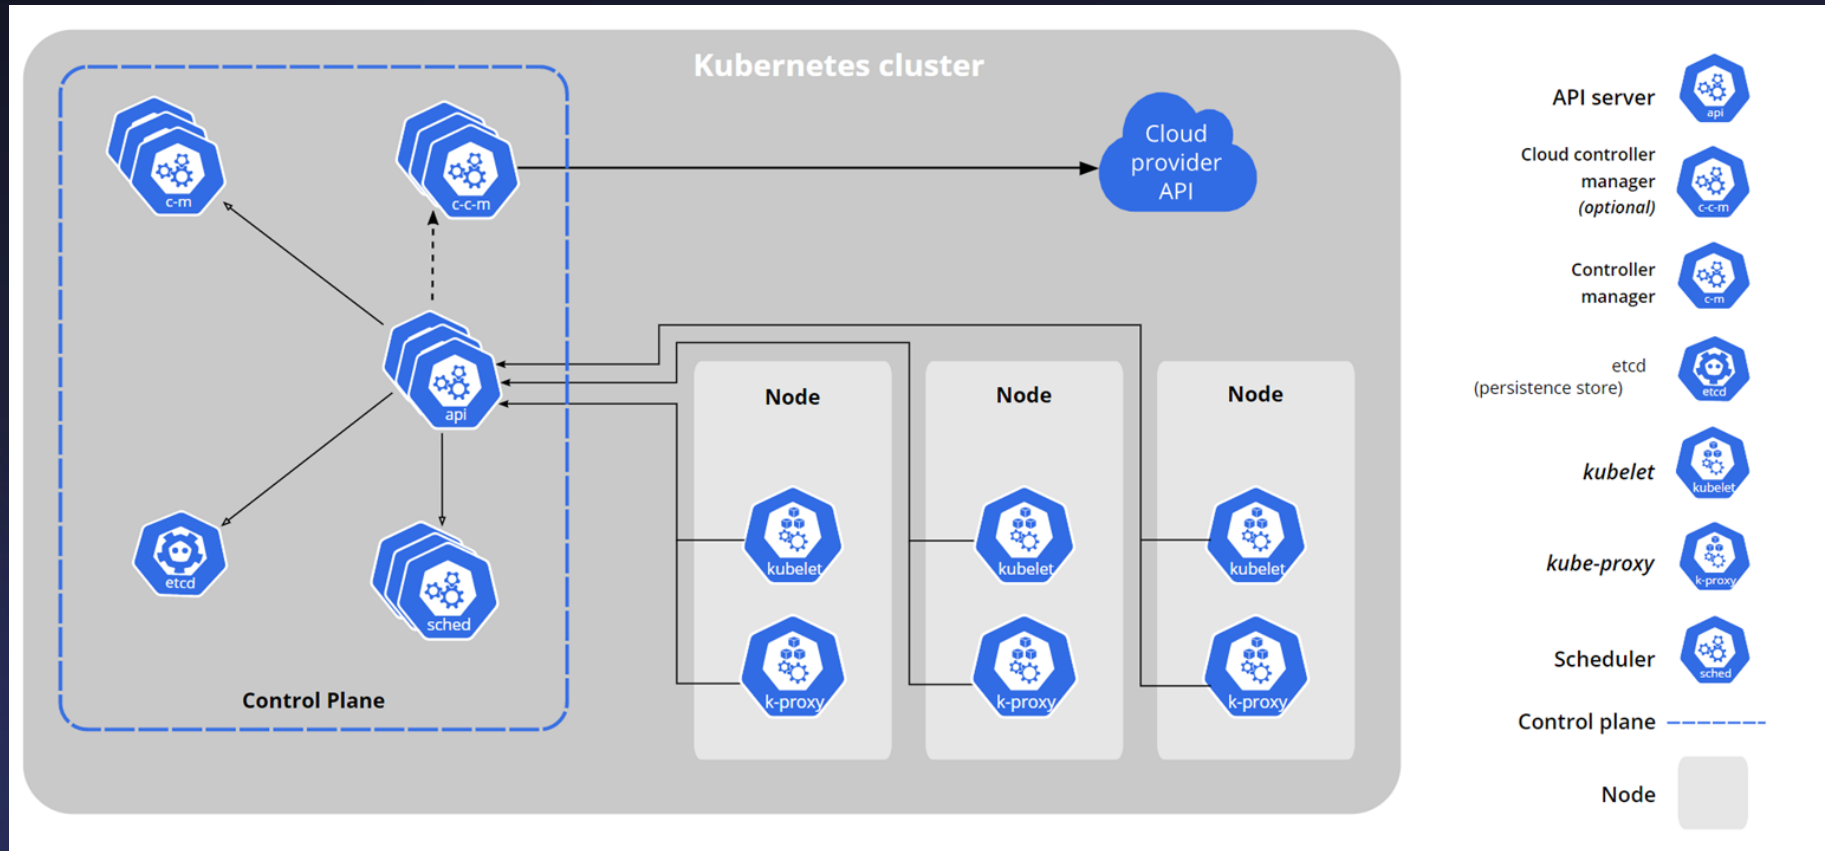 Kubernetes cluster
c-m
c-c-m
Cloud
provider
API
api
etcd
sched
Control Plane
Node
kubelet
k-proxy
Node
kubelet
k-proxy
Node
kubelet
k-proxy
API server
api
Cloud controller
manager
(optional)
c-c-m
Controller
manager
c-m
etcd
(persistence store)
etcd
kubelet
kubelet
kube-proxy
k-proxy
Scheduler
sched
Control plane
Node